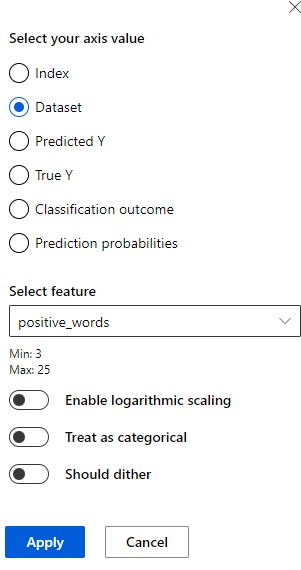 Select your axis value
Index
Dataset
Predicted Y
True Y
Classification outcome
Prediction probabilities
Select feature
positive_words
Min: 3
Max: 25
Enable logarithmic scaling
Treat as categorical
Should dither
Apply
Cancel